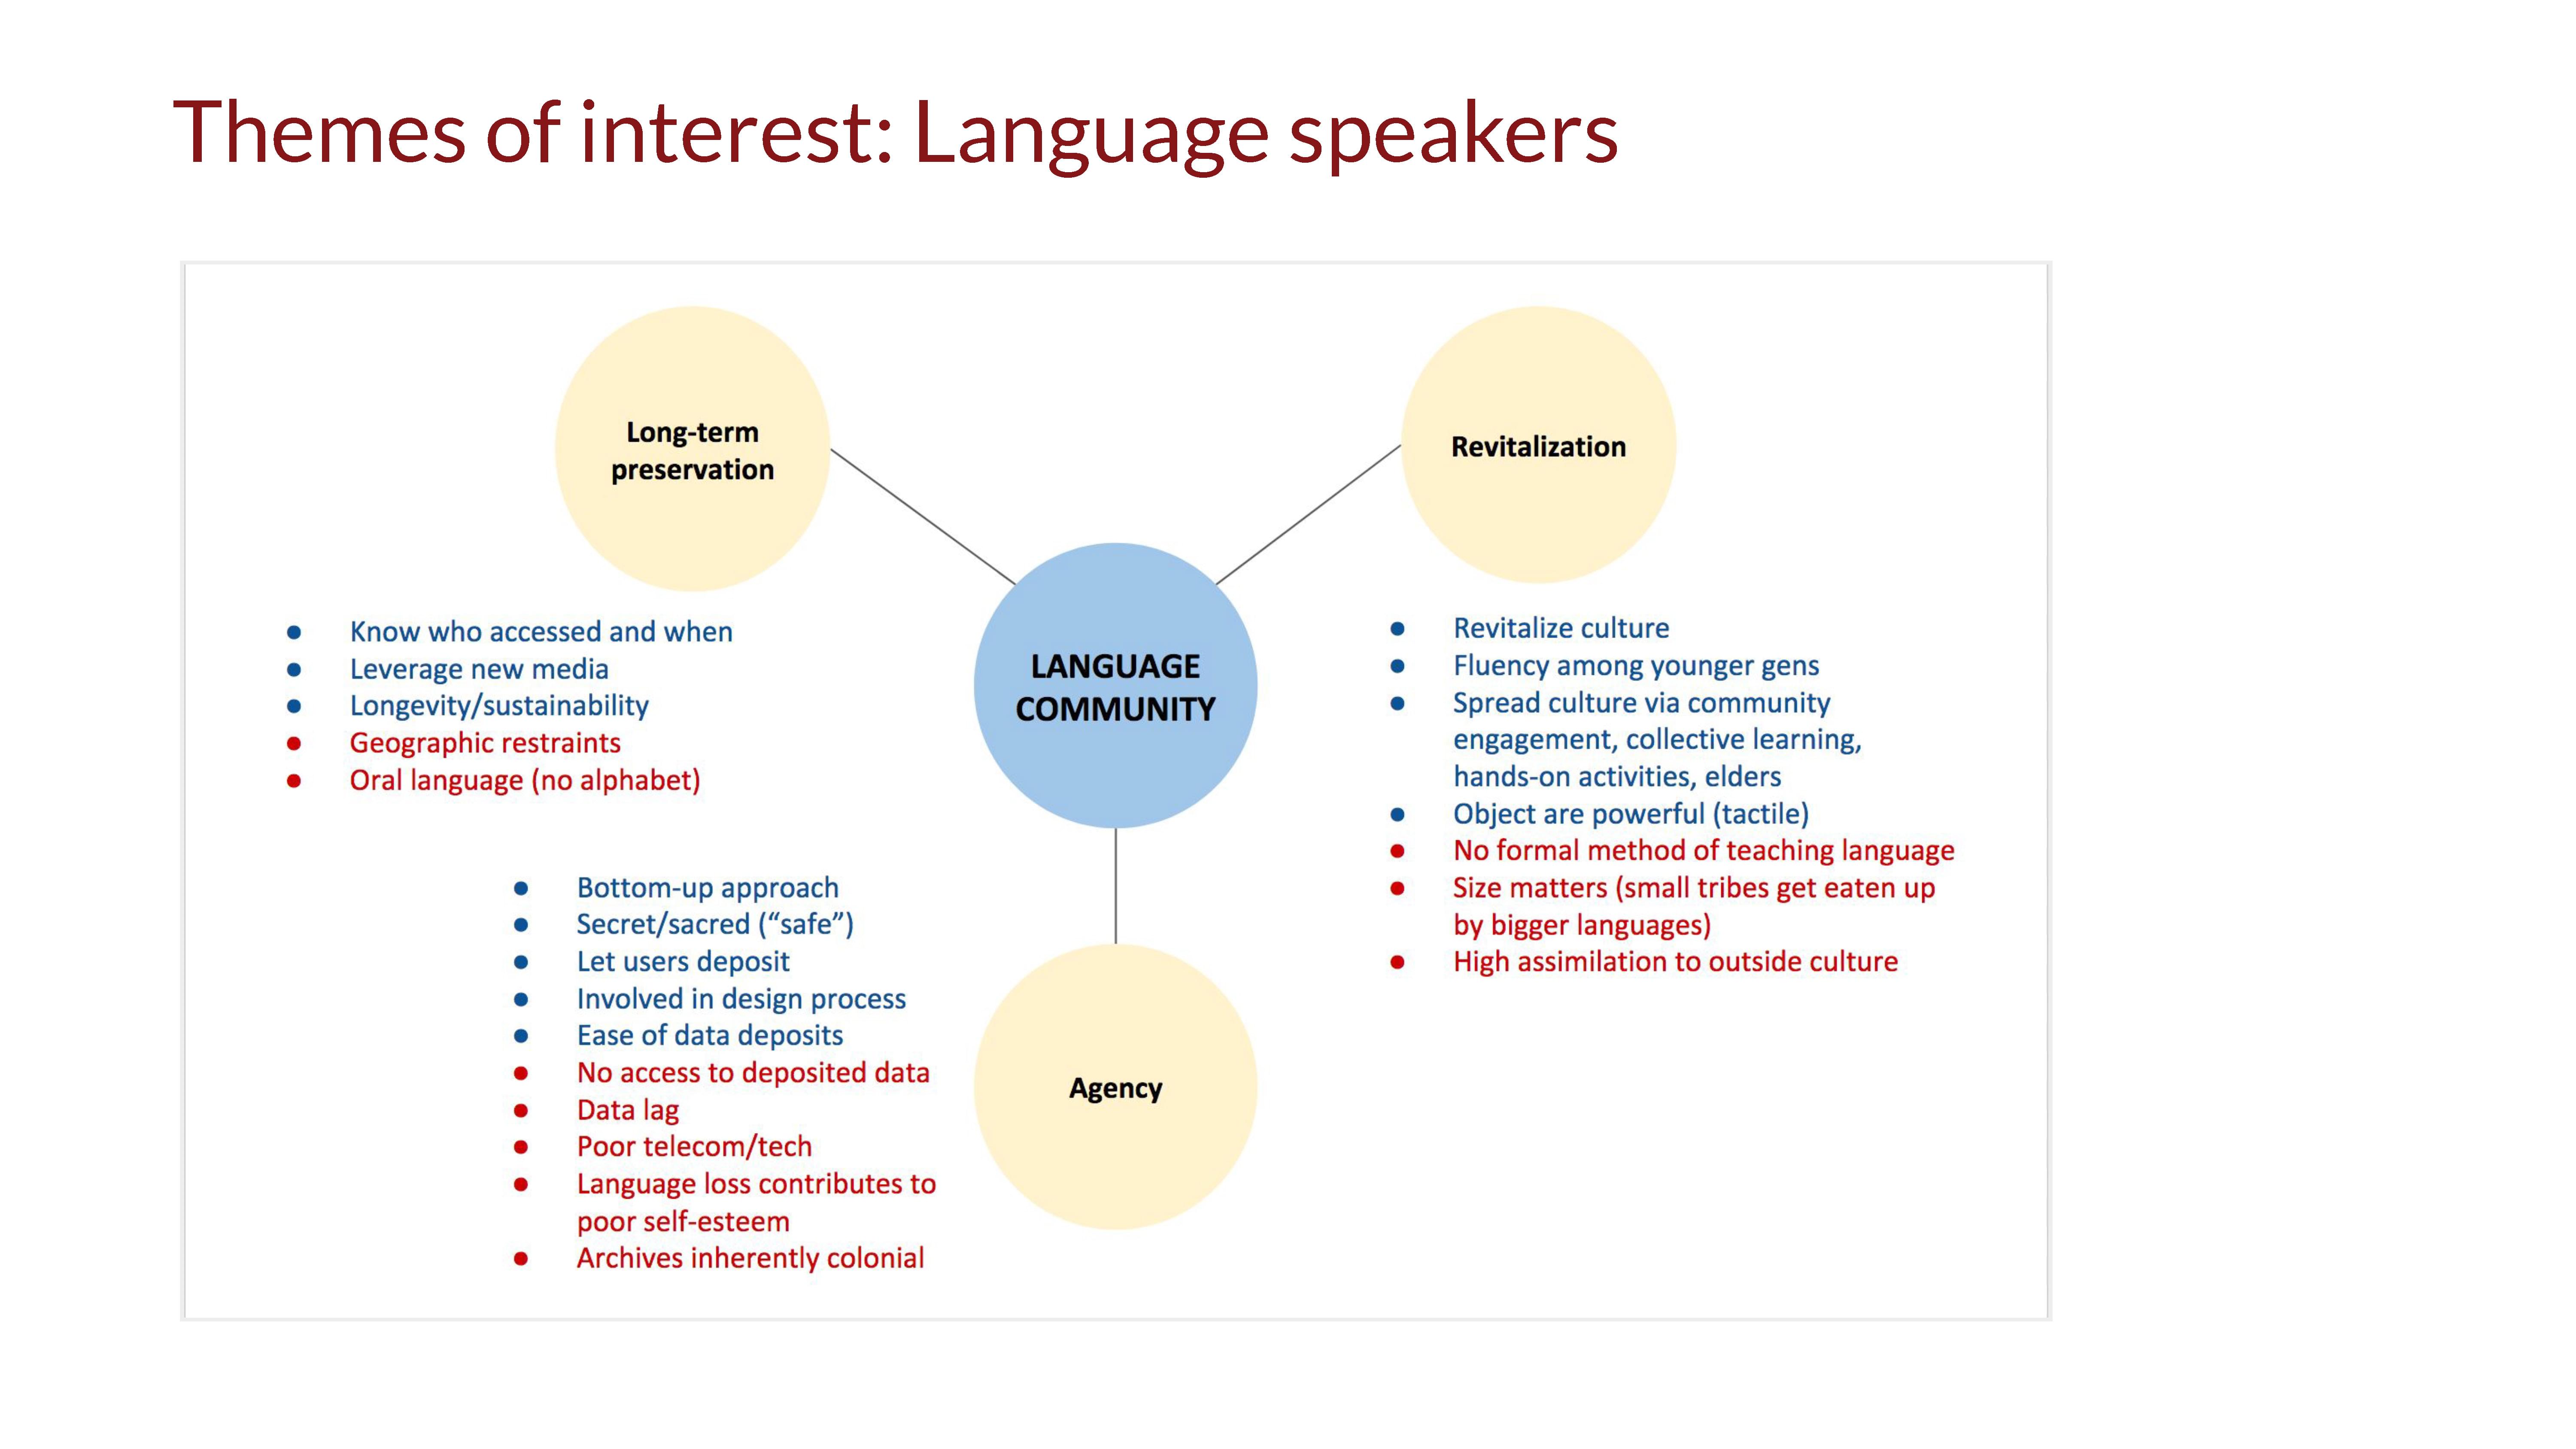 Themes of interest: Language speakers
Long-term
preservation
Revitalization
LANGUAGE
COMMUNITY
● Know who accessed and when
● Leverage new media
● Longevity/sustainability
● Geographic restraints
● Oral language (no alphabet)
● Revitalize culture
● Fluency among younger gens
● Spread culture via community
engagement, collective learning,
hands-on activities, elders
● Object are powerful (tactile)
● No formal method of teaching language
● Size matters (small tribes get eaten up
by bigger languages)
● High assimilation to outside culture
● Bottom-up approach
● Secret/sacred (“safe”)
● Let users deposit
● Involved in design process
● Ease of data deposits
● No access to deposited data
● Data lag
● Poor telecom/tech
● Language loss contributes to
poor self-esteem
● Archives inherently colonial
Agency